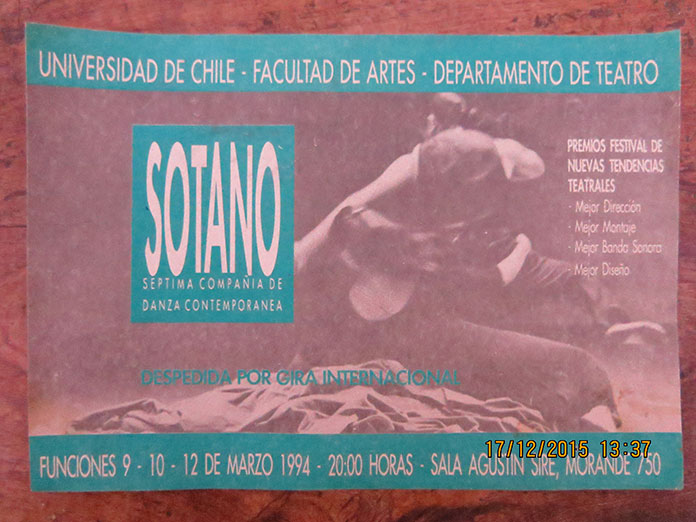 UNIVERSIDAD DE CHILE - FACULTAD DE ARTES - DEPARTAMENTO DE TEATRO
SOTANO
SEPTIMA COMPAÑIA DE
DANZA CONTEMPORANEA
PREMIOS FESTIVAL DE
NUEVAS TENDENCIAS
TEATRALES
- Mejor Dirección
- Mejor Montaje
- Mejor Banda Sonora
- Mejor Diseño
DESPEDIDA POR GIRA INTERNACIONAL
17/12/2015 13:37
FUNCIONES 9 - 10 - 12 DE MARZO 1994 - 20:00 HORAS - SALA AGUSTIN SIRE, MORANDE 750